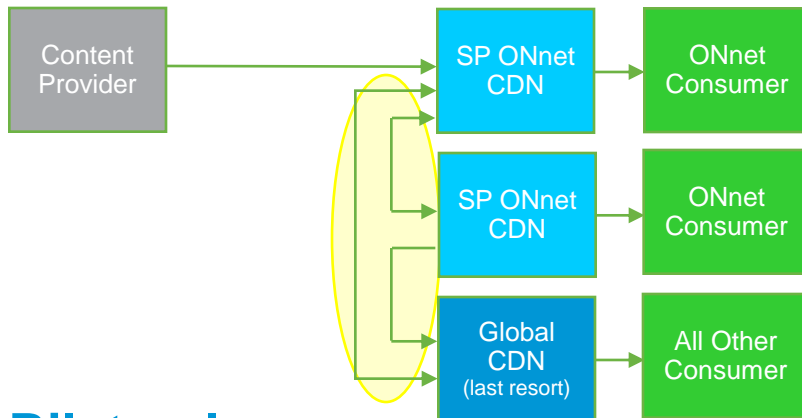 Content
Provider
SP ONnet
CDN
ONnet
Consumer
SP ONnet
CDN
ONnet
Consumer
Global
CDN
(last resort)
All Other
Consumer